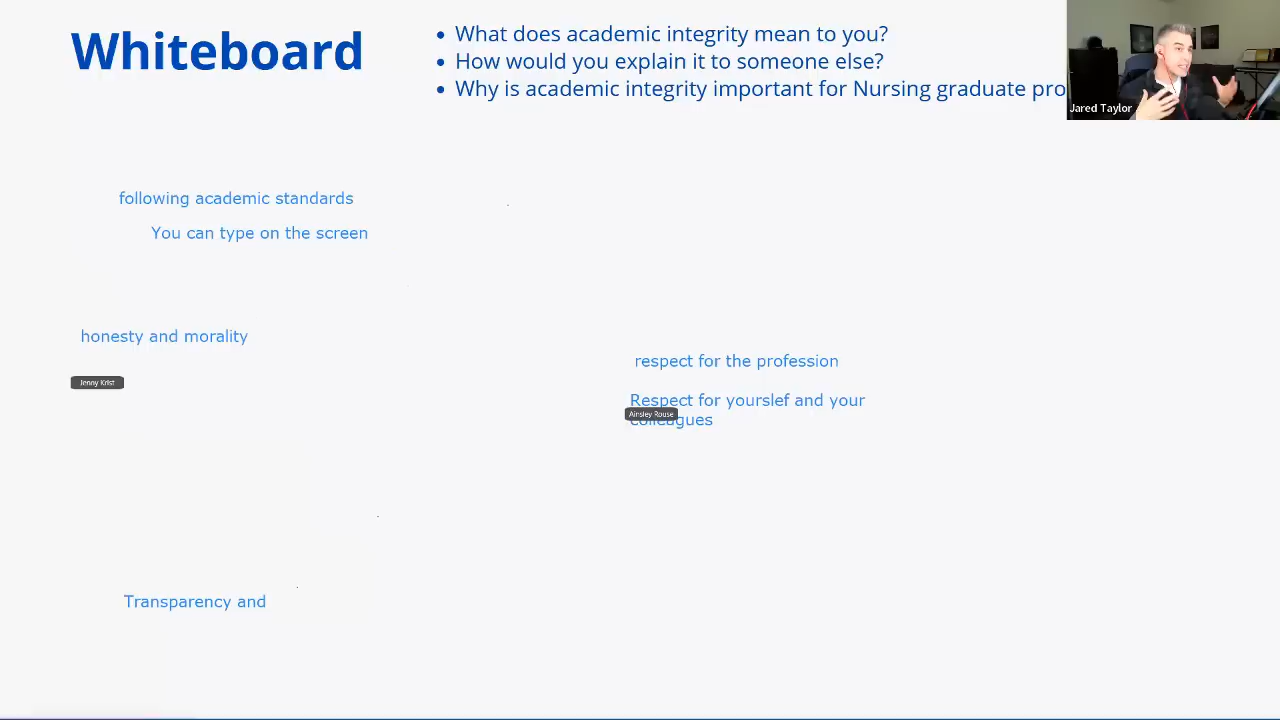 Whiteboard
• What does academic integrity mean to you?
• How would you explain it to someone else?
• Why is academic integrity important for Nursing graduate pro
Jared Taylor
following academic standards
You can type on the screen
honesty and morality
Jenny Krist
respect for the profession
Respect for yourslef and your
Ainsley Rouse
colleagues
Transparency and